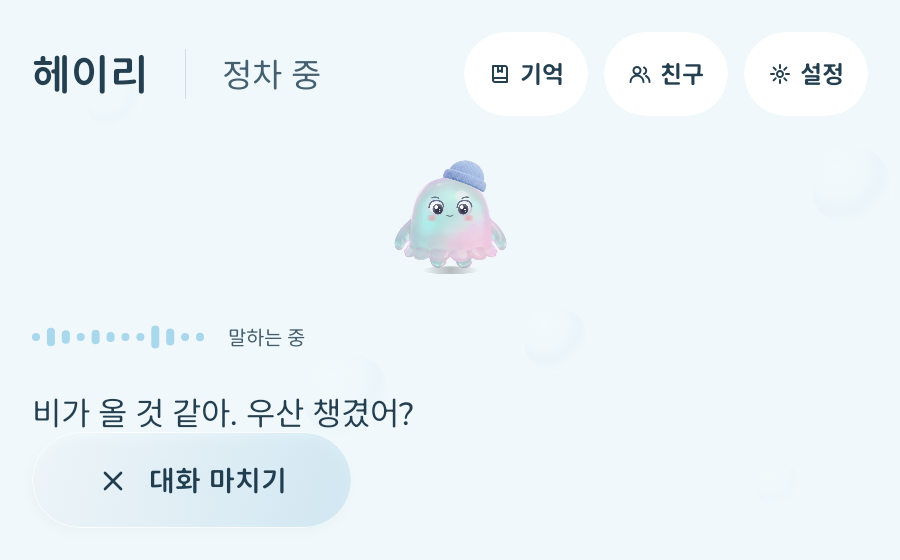 헤이리
정차 중
기억
친구
설정
말하는 중
비가 올 것 같아. 우산 챙겼어?
대화 마치기